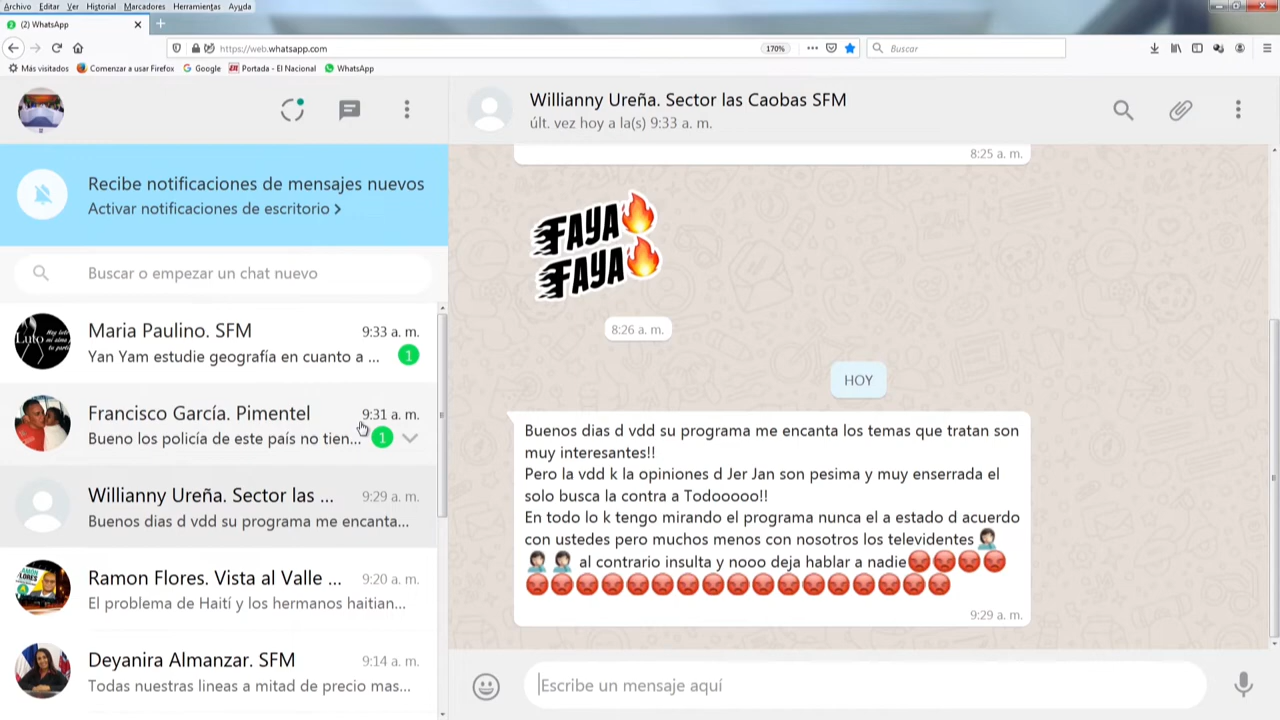 Archivo Editar Ver Historial Marcadores Herramientas Ayuda
(2) WhatsApp
https://web.whatsapp.com
170%
Buscar
Más visitados Comenzar a usar Firefox Google Portada - El Nacional WhatsApp
Recibe notificaciones de mensajes nuevos
Activar notificaciones de escritorio >
Buscar o empezar un chat nuevo
Maria Paulino. SFM 9:33 a. m.
Yan Yam estudie geografía en cuanto a ... 1
Francisco García. Pimentel 9:31 a. m.
Bueno los policía de este país no tien... 1
Willianny Ureña. Sector las ... 9:29 a. m.
Buenos dias d vdd su programa me encanta...
Ramon Flores. Vista al Valle ... 9:20 a. m.
El problema de Haití y los hermanos haitian...
Deyanira Almanzar. SFM 9:14 a. m.
Todas nuestras lineas a mitad de precio mas...
Luto
Willianny Ureña. Sector las Caobas SFM
últ. vez hoy a la(s) 9:33 a. m.
8:25 a. m.
FAYA
FAYA
8:26 a. m.
HOY
Buenos dias d vdd su programa me encanta los temas que tratan son
muy interesantes!!
Pero la vdd k la opiniones d Jer Jan son pesima y muy enserrada el
solo busca la contra a Todooooo!!
En todo lo k tengo mirando el programa nunca el a estado d acuerdo
con ustedes pero muchos menos con nosotros los televidentes 🤦🏻‍♀️
🤦🏻‍♀️🤦🏻‍♀️ al contrario insulta y nooo deja hablar a nadie😡😡😡😡
😡😡😡😡😡😡😡😡😡😡😡😡😡😡😡😡😡
9:29 a. m.
Escribe un mensaje aquí